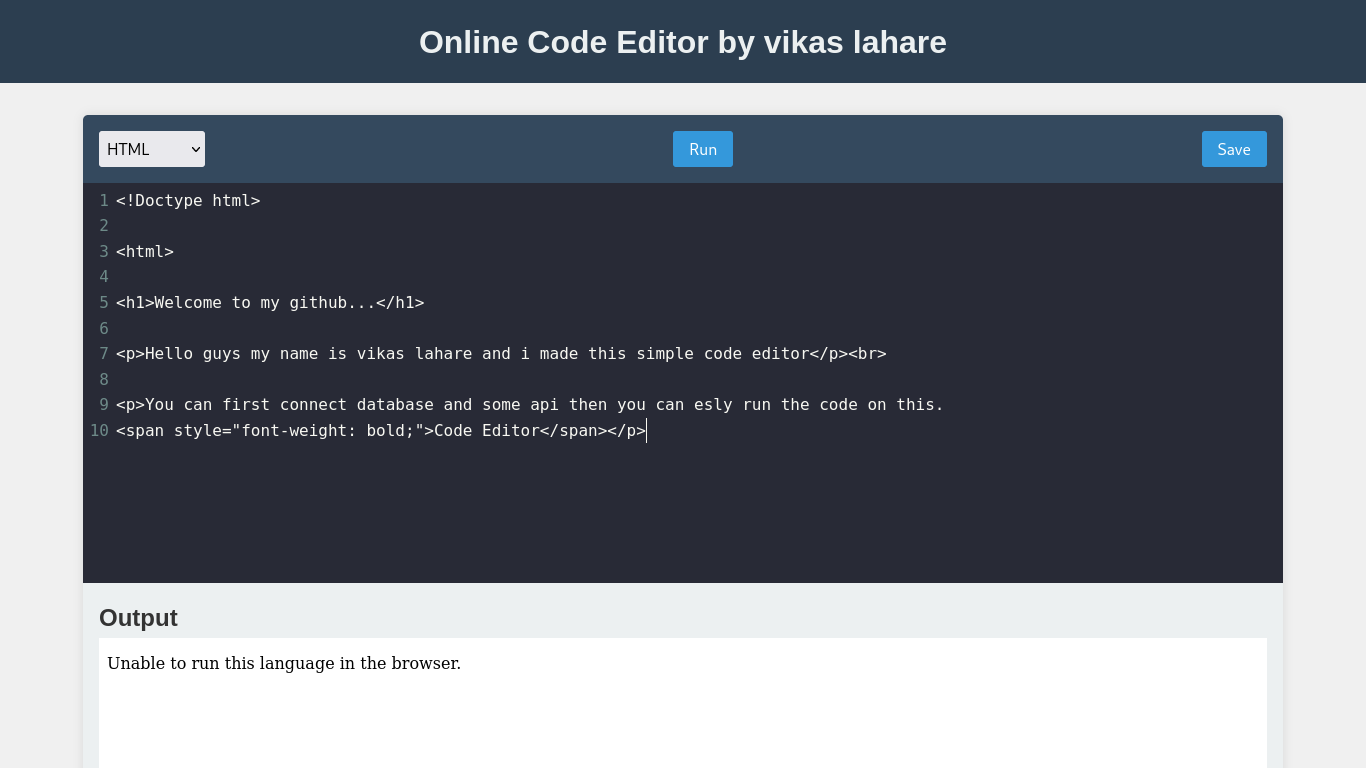 Online Code Editor by vikas lahare
HTML
Run
Save
1 <!Doctype html>
2
3 <html>
4
5 <h1>Welcome to my github...</h1>
6
7 <p>Hello guys my name is vikas lahare and i made this simple code editor</p><br>
8
9 <p>You can first connect database and some api then you can esly run the code on this.
10 <span style="font-weight: bold;">Code Editor</span></p>
Output
Unable to run this language in the browser.